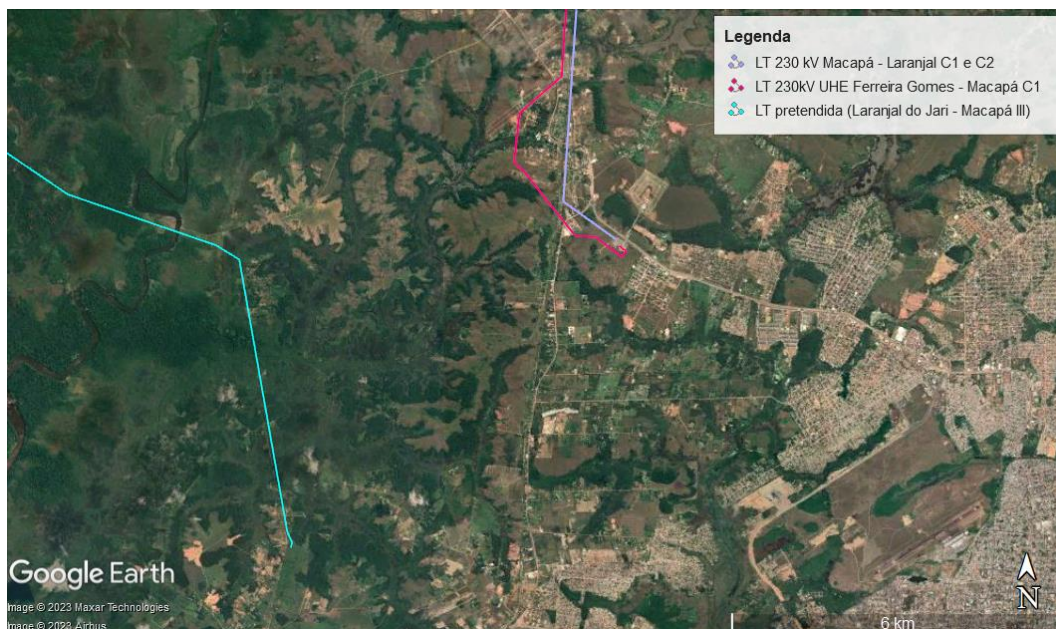 Legenda
LT 230 kV Macapá - Laranjal C1 e C2
LT 230kV UHE Ferreira Gomes - Macapá C1
LT pretendida (Laranjal do Jari - Macapá III)
Google Earth
Image © 2023 Maxar Technologies
Image © 2023 Airbus
N
6 km